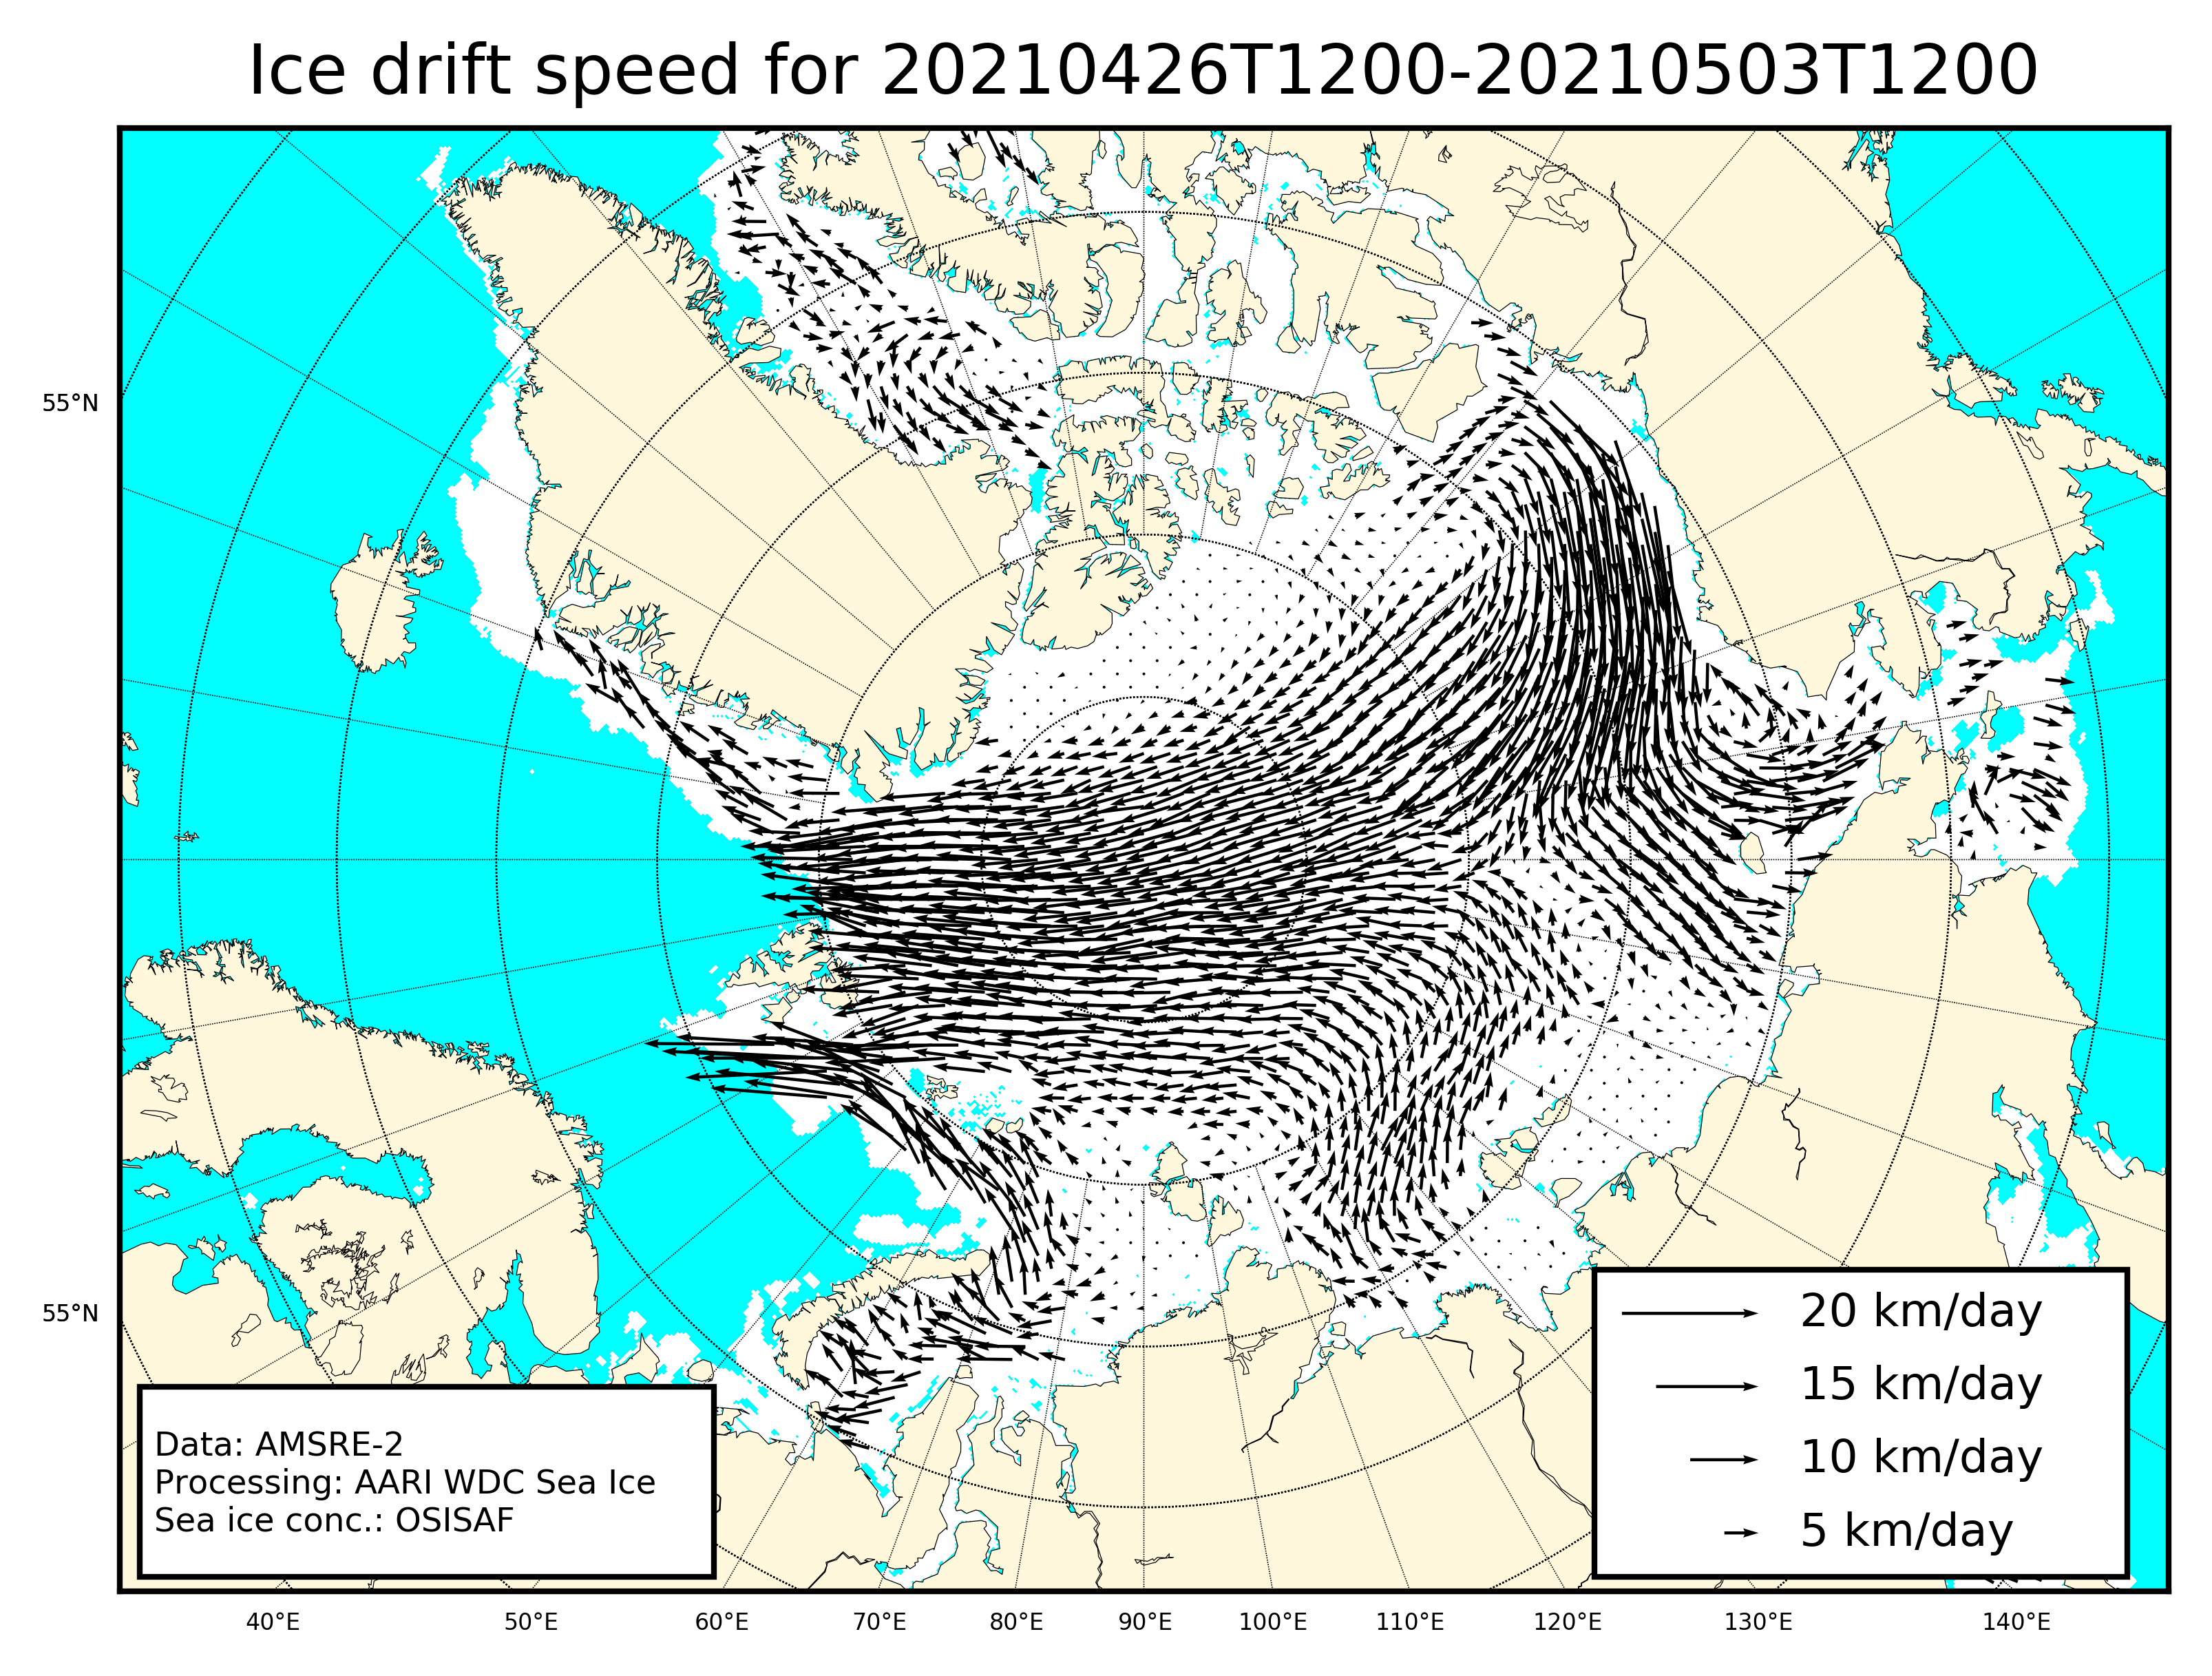 Ice drift speed for 20210426T1200-20210503T1200
55°N
55°N
20 km/day
15 km/day
10 km/day
5 km/day
Data: AMSRE-2
Processing: AARI WDC Sea Ice
Sea ice conc.: OSISAF
40°E 50°E 60°E 70°E 80°E 90°E 100°E 110°E 120°E 130°E 140°E